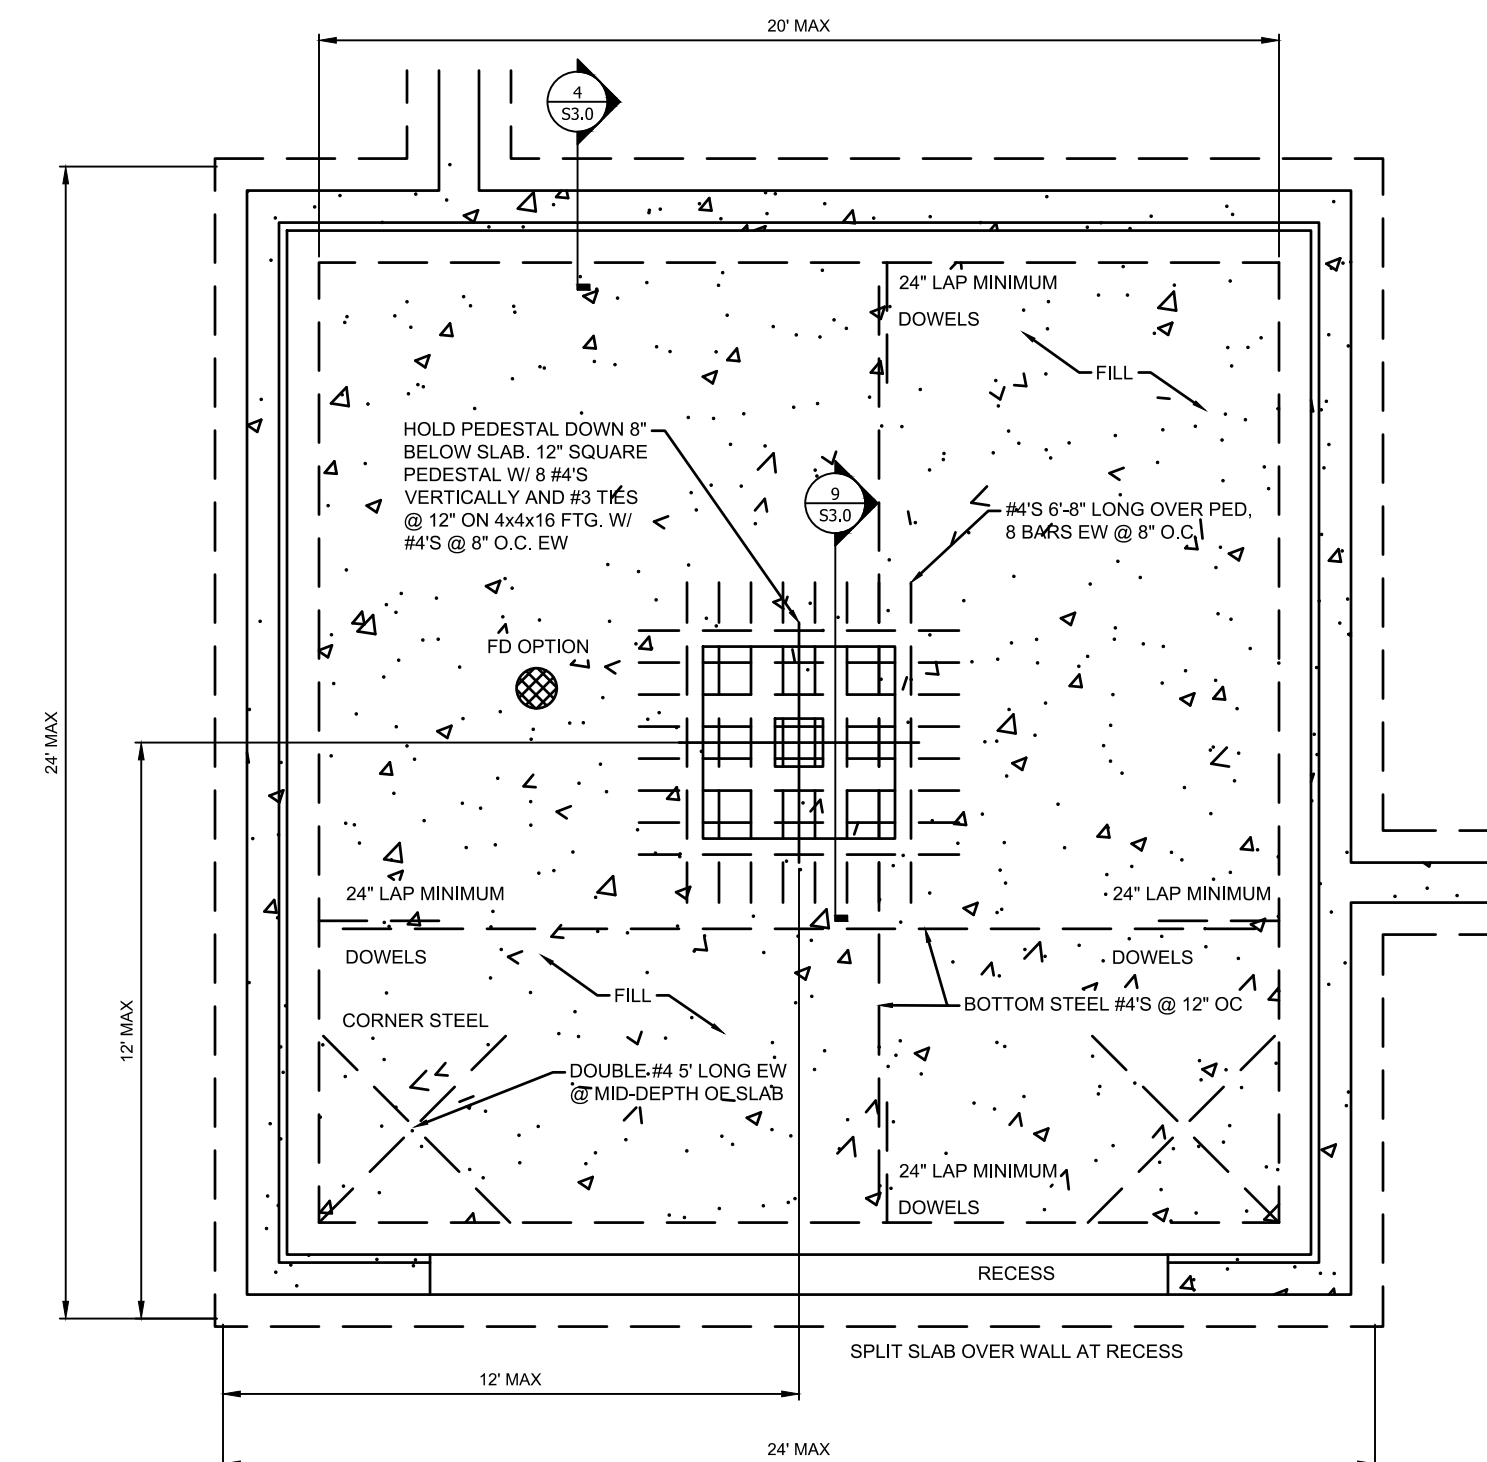 20' MAX
4
S3.0
24" LAP MINIMUM
DOWELS
FILL
HOLD PEDESTAL DOWN 8"
BELOW SLAB. 12" SQUARE
PEDESTAL W/ 8 #4'S
VERTICALLY AND #3 TIES
@ 12" ON 4x4x16 FTG. W/
#4'S @ 8" O.C. EW
9
S3.0
#4'S 6'-8" LONG OVER PED,
8 BARS EW @ 8" O.C.
FD OPTION
24' MAX
24" LAP MINIMUM
DOWELS
24" LAP MINIMUM
DOWELS
12' MAX
FILL
BOTTOM STEEL #4'S @ 12" OC
CORNER STEEL
DOUBLE #4 5' LONG EW
@ MID-DEPTH OF SLAB
24" LAP MINIMUM
DOWELS
RECESS
SPLIT SLAB OVER WALL AT RECESS
12' MAX
24' MAX